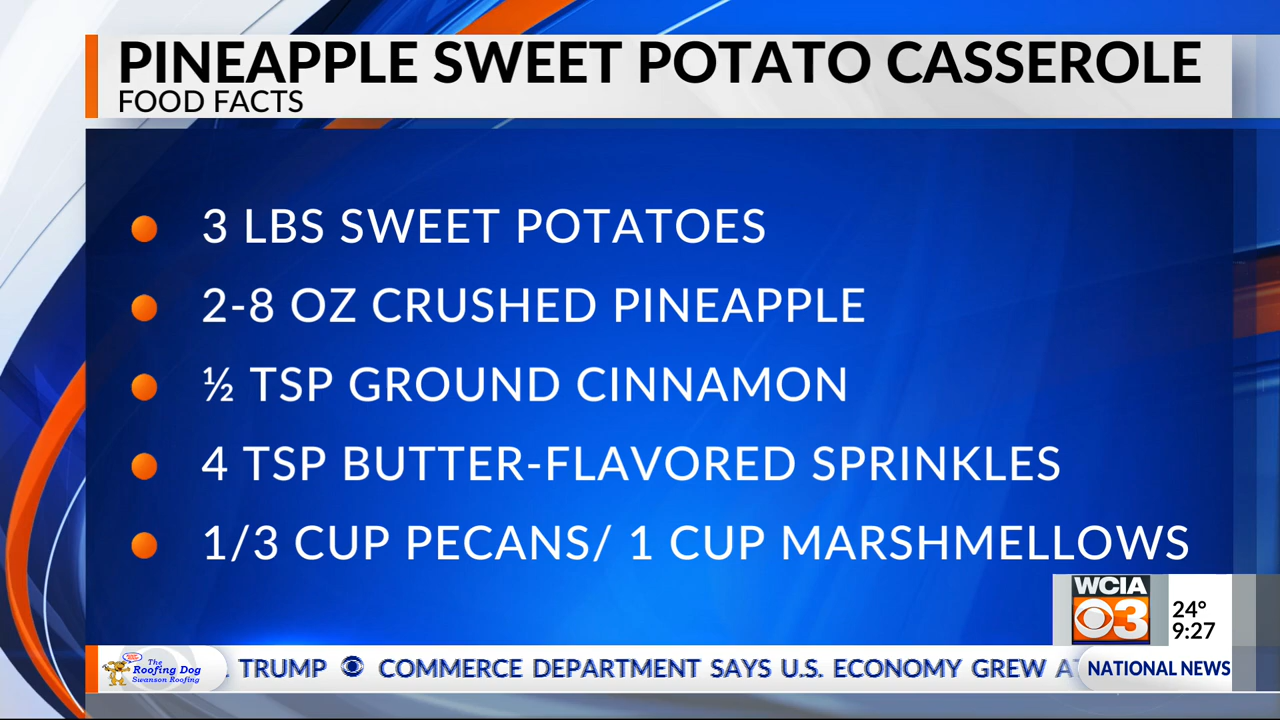 PINEAPPLE SWEET POTATO CASSEROLE
FOOD FACTS
3 LBS SWEET POTATOES
2-8 OZ CRUSHED PINEAPPLE
½ TSP GROUND CINNAMON
4 TSP BUTTER-FLAVORED SPRINKLES
1/3 CUP PECANS/ 1 CUP MARSHMELLOWS
WCIA
3
24°
9:27
The
Roofing Dog
Swanson Roofing
TRUMP COMMERCE DEPARTMENT SAYS U.S. ECONOMY GREW
NATIONAL NEWS